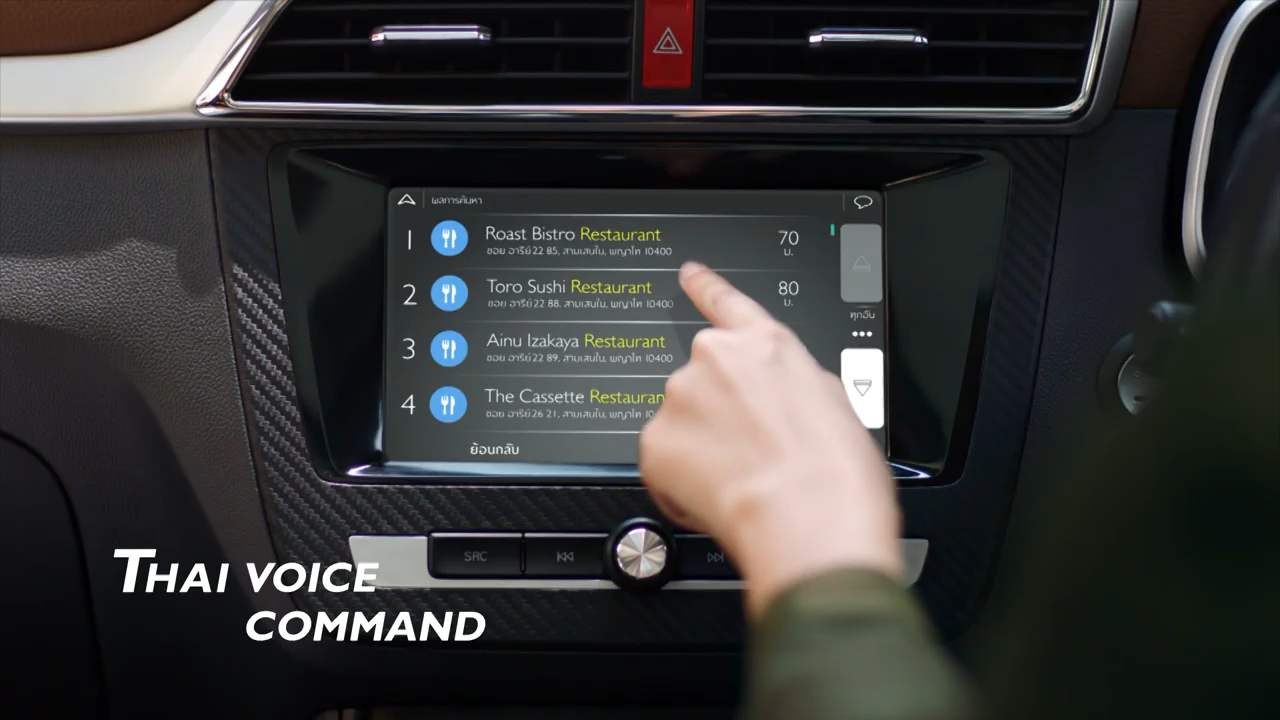 ผลการค้นหา
1 Roast Bistro Restaurant 70
ซอย อารีย์22 85, สามเสนใน, พญาไท 10400 ม.
2 Toro Sushi Restaurant 80
ซอย อารีย์22 88, สามเสนใน, พญาไท 10400 ม.
3 Ainu Izakaya Restaurant
ซอย อารีย์22 89, สามเสนใน, พญาไท 10400
4 The Cassette Restauran
ซอย อารีย์26 21, สามเสนใน, พญาไท
ทุกอัน
ย้อนกลับ
SRC
THAI VOICE
COMMAND